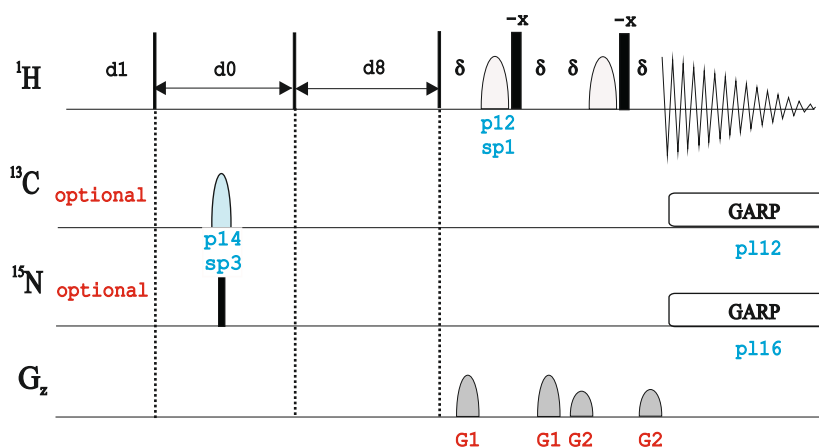 -x -x
¹H d1 d0 d8 δ δ δ δ
p12
sp1
¹³C optional GARP
p14 pl12
sp3
¹⁵N optional GARP
pl16
G_z
G1 G1 G2 G2